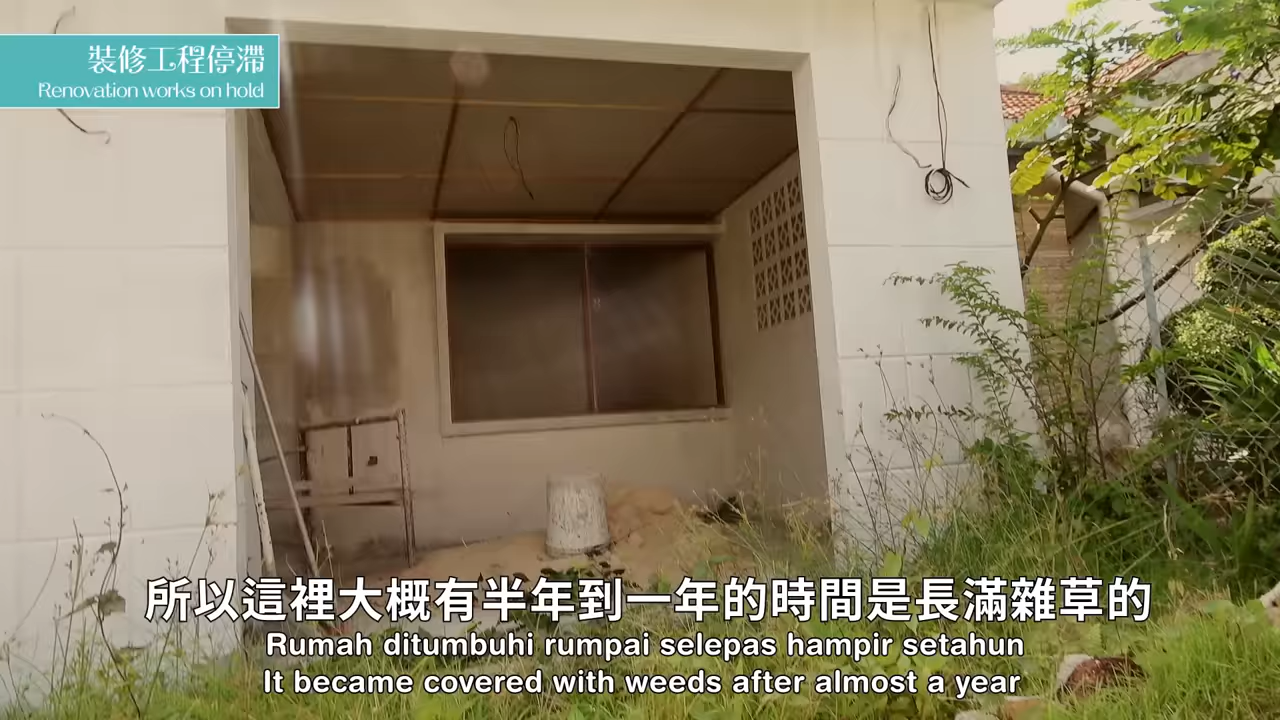 裝修工程停滯
Renovation works on hold
所以這裡大概有半年到一年的時間是長滿雜草的
Rumah ditumbuhi rumpai selepas hampir setahun
It became covered with weeds after almost a year